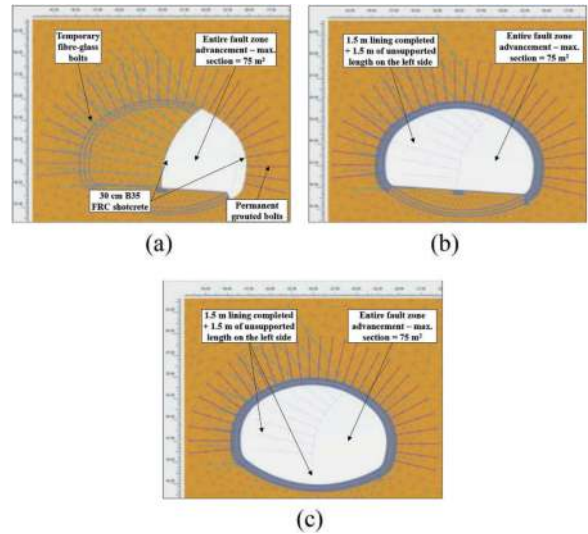 Temporary
fibre-glass
bolts
Entire fault zone
advancement – max.
section = 75 m²
30 cm B35
FRC shotcrete
Permanent
grouted bolts
(a)
1.5 m lining completed
+ 1.5 m of unsupported
length on the left side
Entire fault zone
advancement – max.
section = 75 m²
(b)
1.5 m lining completed
+ 1.5 m of unsupported
length on the left side
Entire fault zone
advancement – max.
section = 75 m²
(c)